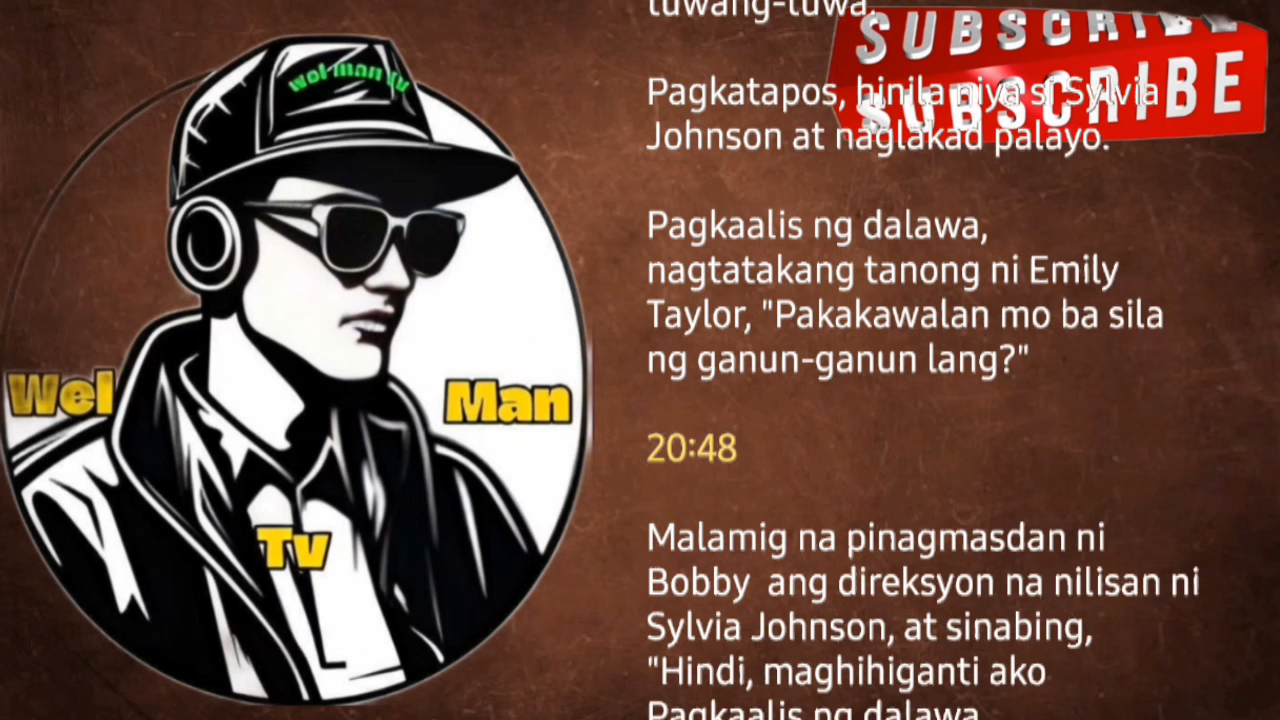 wel man tv
Wel
Man
Tv
tuwang-tuwa.
SUBSCRIBE
SUBSCRIBE
Pagkatapos, hinila niya si Sylvia
Johnson at naglakad palayo.
Pagkaalis ng dalawa,
nagtatakang tanong ni Emily
Taylor, "Pakakawalan mo ba sila
ng ganun-ganun lang?"
20:48
Malamig na pinagmasdan ni
Bobby ang direksyon na nilisan ni
Sylvia Johnson, at sinabing,
"Hindi, maghihiganti ako
Pagkaalis ng dalawa,